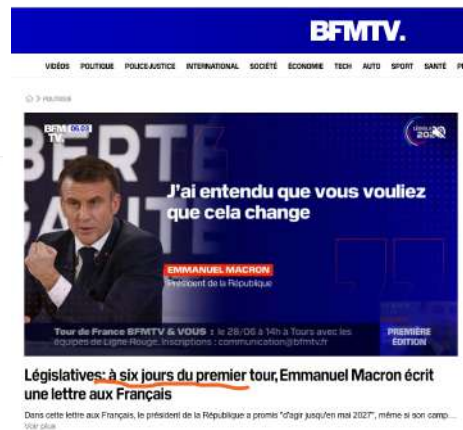 BFMTV.
VIDÉOS POLITIQUE POLICE-JUSTICE INTERNATIONAL SOCIÉTÉ ÉCONOMIE TECH AUTO SPORT SANTÉ
> POLITIQUE
BFM 06:03
TV.
J'ai entendu que vous vouliez
que cela change
EMMANUEL MACRON
Président de la République
Tour de France BFMTV & VOUS : le 28/06 à 14h à Tours avec les
équipes de Ligne Rouge. Inscriptions : communication@bfmtv.fr
PREMIÈRE
ÉDITION
Législatives: à six jours du premier tour, Emmanuel Macron écrit
une lettre aux Français
Dans cette lettre aux Français, le président de la République a promis "d'agir jusqu'en mai 2027", même si son camp...
Voir plus